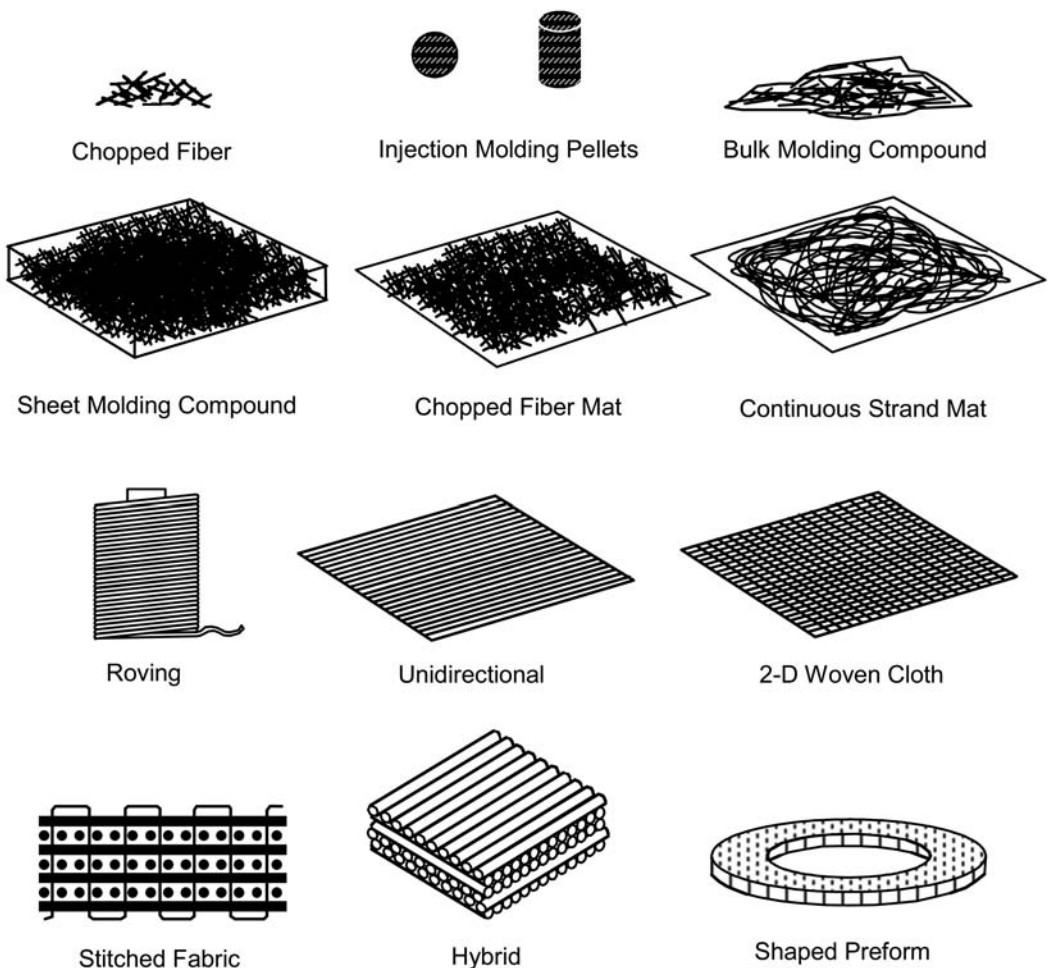 Chopped Fiber
Injection Molding Pellets
Bulk Molding Compound
Sheet Molding Compound
Chopped Fiber Mat
Continuous Strand Mat
Roving
Unidirectional
2-D Woven Cloth
Stitched Fabric
Hybrid
Shaped Preform